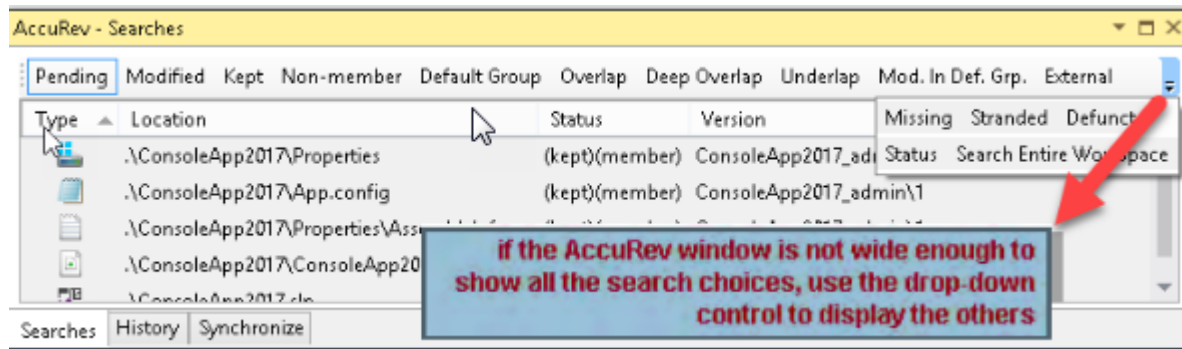 AccuRev - Searches
Pending Modified Kept Non-member Default Group Overlap Deep Overlap Underlap Mod. In Def. Grp. External
Missing Stranded Defunct
Status Search Entire Workspace
Type Location Status Version
.\ConsoleApp2017\Properties (kept)(member) ConsoleApp2017_ad
.\ConsoleApp2017\App.config (kept)(member) ConsoleApp2017_admin\1
.\ConsoleApp2017\Properties\Ass
.\ConsoleApp2017\ConsoleApp20
.\ConsoleApp2017.sln
if the AccuRev window is not wide enough to
show all the search choices, use the drop-down
control to display the others
Searches History Synchronize